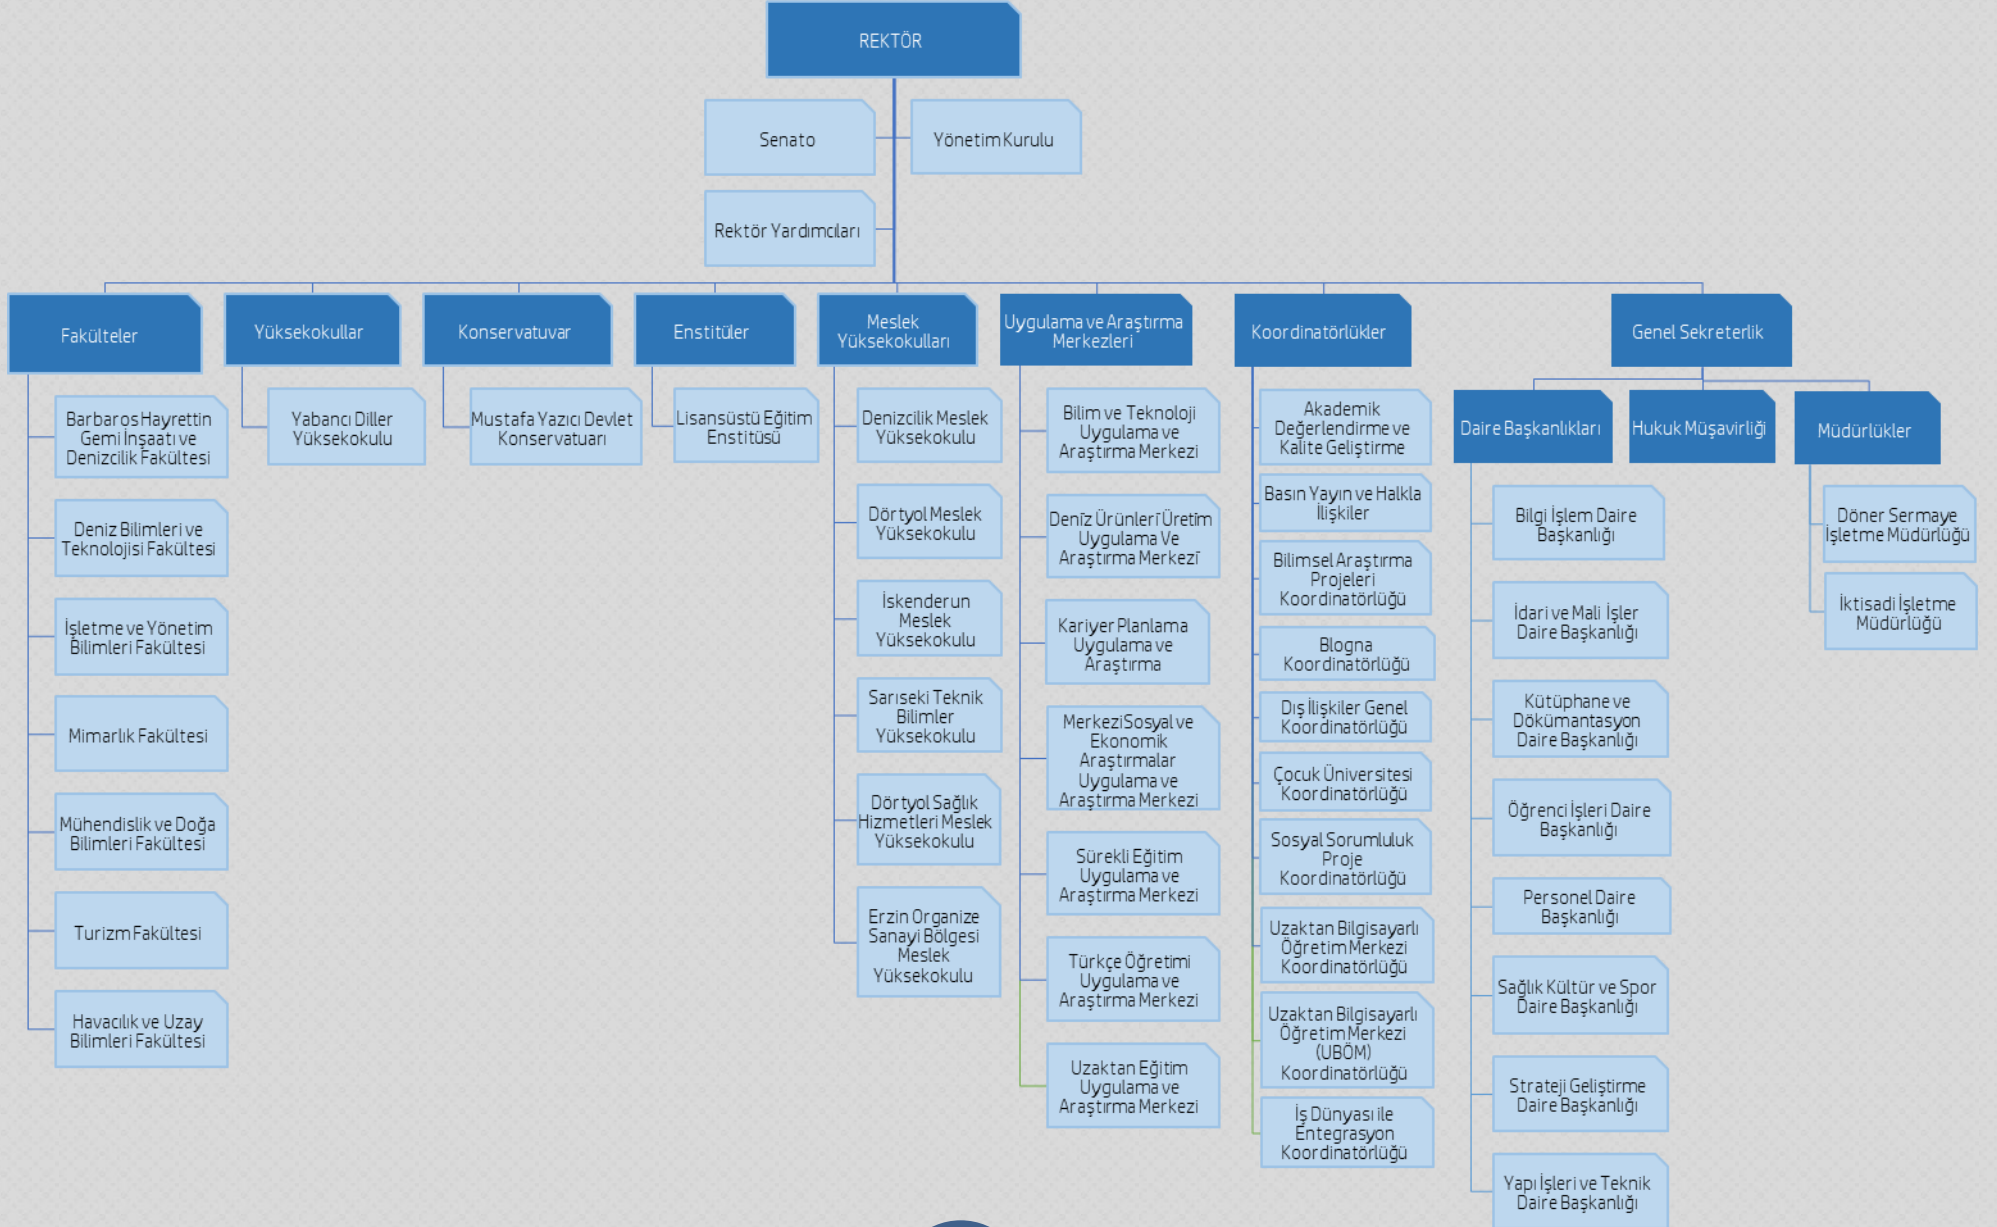 REKTÖR
Senato
Yönetim Kurulu
Rektör Yardımcıları
Fakülteler
Barbaros Hayrettin
Gemi İnşaatı ve
Denizcilik Fakültesi
Deniz Bilimleri ve
Teknolojisi Fakültesi
İşletme ve Yönetim
Bilimleri Fakültesi
Mimarlık Fakültesi
Mühendislik ve Doğa
Bilimleri Fakültesi
Turizm Fakültesi
Havacılık ve Uzay
Bilimleri Fakültesi
Yüksekokullar
Yabancı Diller
Yüksekokulu
Konservatuvar
Mustafa Yazıcı Devlet
Konservatuarı
Enstitüler
Lisansüstü Eğitim
Enstitüsü
Meslek
Yüksekokulları
Denizcilik Meslek
Yüksekokulu
Dörtyol Meslek
Yüksekokulu
İskenderun
Meslek
Yüksekokulu
Sarıseki Teknik
Bilimler
Yüksekokulu
Dörtyol Sağlık
Hizmetleri Meslek
Yüksekokulu
Erzin Organize
Sanayi Bölgesi
Meslek
Yüksekokulu
Uygulama ve Araştırma
Merkezleri
Bilim ve Teknoloji
Uygulama ve
Araştırma Merkezi
Deniz Ürünleri Üretim
Uygulama Ve
Araştırma Merkezi
Kariyer Planlama
Uygulama ve
Araştırma
Merkezi Sosyal ve
Ekonomik
Araştırmalar
Uygulama ve
Araştırma Merkezi
Sürekli Eğitim
Uygulama ve
Araştırma Merkezi
Türkçe Öğretimi
Uygulama ve
Araştırma Merkezi
Uzaktan Eğitim
Uygulama ve
Araştırma Merkezi
Koordinatörlükler
Akademik
Değerlendirme ve
Kalite Geliştirme
Basın Yayın ve Halkla
İlişkiler
Bilimsel Araştırma
Projeleri
Koordinatörlüğü
Blogna
Koordinatörlüğü
Dış İlişkiler Genel
Koordinatörlüğü
Çocuk Üniversitesi
Koordinatörlüğü
Sosyal Sorumluluk
Proje
Koordinatörlüğü
Uzaktan Bilgisayarlı
Öğretim Merkezi
Koordinatörlüğü
Uzaktan Bilgisayarlı
Öğretim Merkezi
(UBÖM)
Koordinatörlüğü
İş Dünyası ile
Entegrasyon
Koordinatörlüğü
Genel Sekreterlik
Daire Başkanlıkları
Bilgi İşlem Daire
Başkanlığı
İdari ve Mali İşler
Daire Başkanlığı
Kütüphane ve
Dökümantasyon
Daire Başkanlığı
Öğrenci İşleri Daire
Başkanlığı
Personel Daire
Başkanlığı
Sağlık Kültür ve Spor
Daire Başkanlığı
Strateji Geliştirme
Daire Başkanlığı
Yapı İşleri ve Teknik
Daire Başkanlığı
Hukuk Müşavirliği
Müdürlükler
Döner Sermaye
İşletme Müdürlüğü
İktisadi İşletme
Müdürlüğü